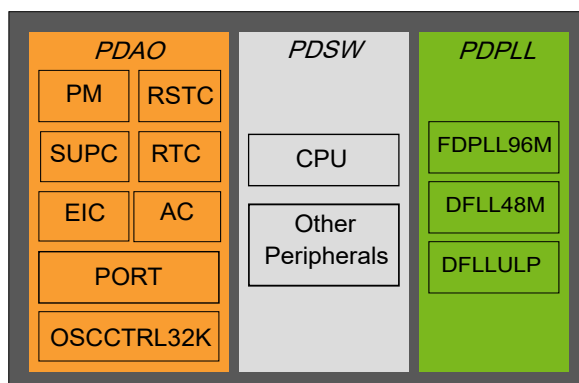 PDAO
PM
RSTC
SUPC
RTC
EIC
AC
PORT
OSCCTRL32K
PDSW
CPU
Other
Peripherals
PDPLL
FDPLL96M
DFLL48M
DFLLULP